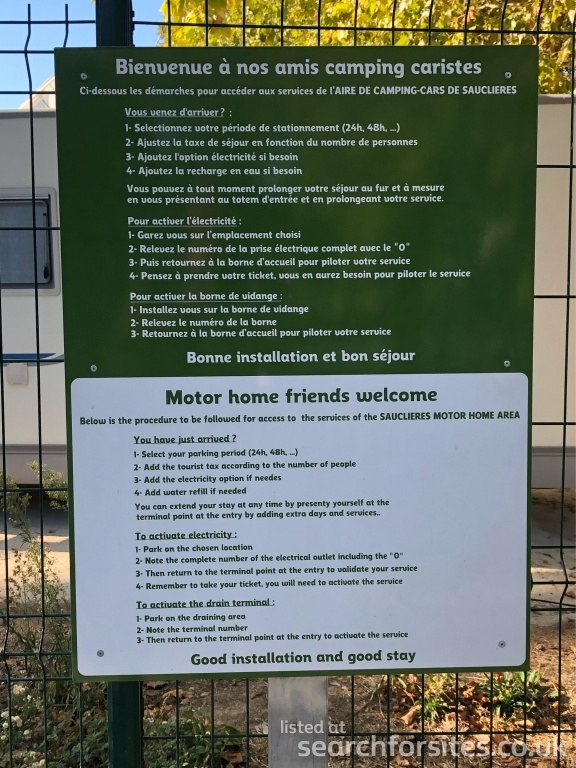 Bienvenue à nos amis camping caristes
Ci-dessous les démarches pour accéder aux services de l'AIRE DE CAMPING-CARS DE SAUCLIERES
Vous venez d'arriver ? :
1- Selectionnez votre période de stationnement (24h, 48h, ...)
2- Ajustez la taxe de séjour en fonction du nombre de personnes
3- Ajoutez l'option électricité si besoin
4- Ajoutez la recharge en eau si besoin
Vous pouvez à tout moment prolonger votre séjour au fur et à mesure
en vous présentant au totem d'entrée et en prolongeant votre service.
Pour activer l'électricité :
1- Garez vous sur l'emplacement choisi
2- Relevez le numéro de la prise électrique complet avec le "0"
3- Puis retournez à la borne d'accueil pour piloter votre service
4- Pensez à prendre votre ticket, vous en aurez besoin pour piloter le service
Pour activer la borne de vidange :
1- Installez vous sur la borne de vidange
2- Relevez le numéro de la borne
3- Retournez à la borne d'accueil pour piloter votre service
Bonne installation et bon séjour
Motor home friends welcome
Below is the procedure to be followed for access to the services of the SAUCLIERES MOTOR HOME AREA
You have just arrived ?
1- Select your parking period (24h, 48h, ...)
2- Add the tourist tax according to the number of people
3- Add the electricity option if needes
4- Add water refill if needed
You can extend your stay at any time by presenty yourself at the
terminal point at the entry by adding extra days and services..
To activate electricity :
1- Park on the chosen location
2- Note the complete number of the electrical outlet including the "0"
3- Then return to the terminal point at the entry to validate your service
4- Remember to take your ticket, you will need to activate the service
To activate the drain terminal :
1- Park on the draining area
2- Note the terminal number
3- Then return to the terminal point at the entry to activate the service
Good installation and good stay
listed at
searchforsites.co.uk